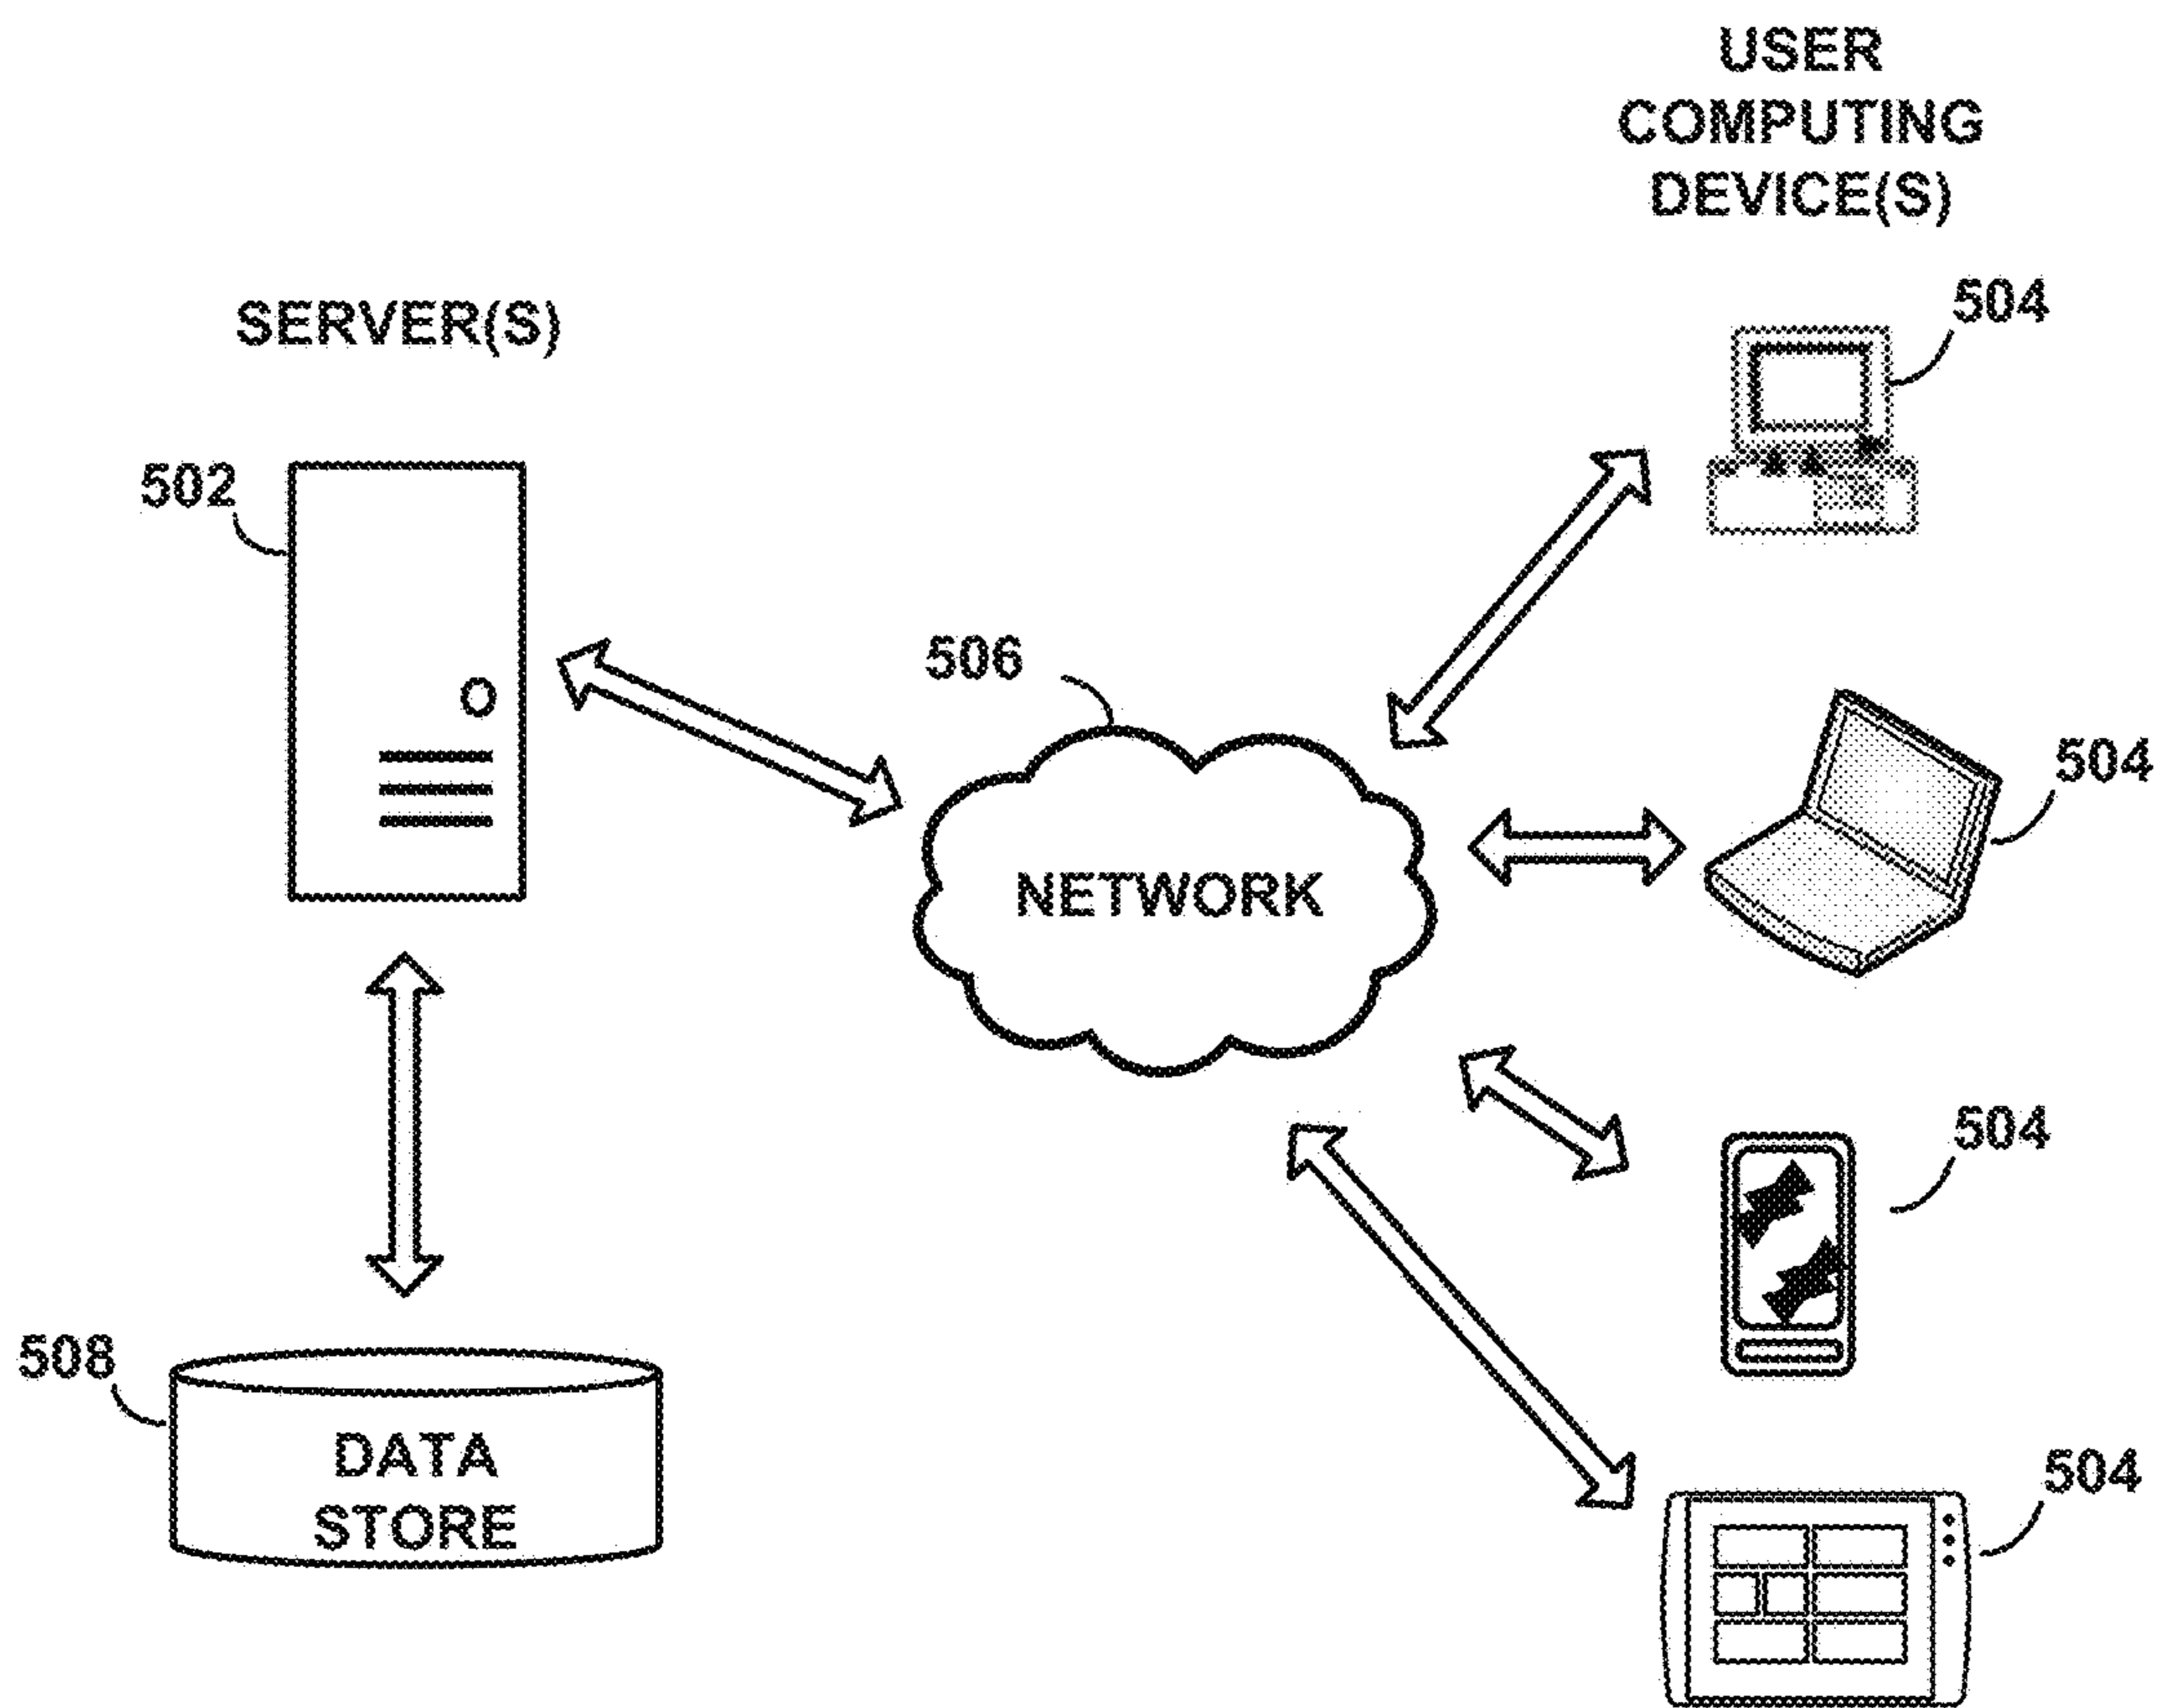 USER
COMPUTING
DEVICE(S)
504
SERVER(S)
502
506
504
NETWORK
504
508
DATA
STORE
504